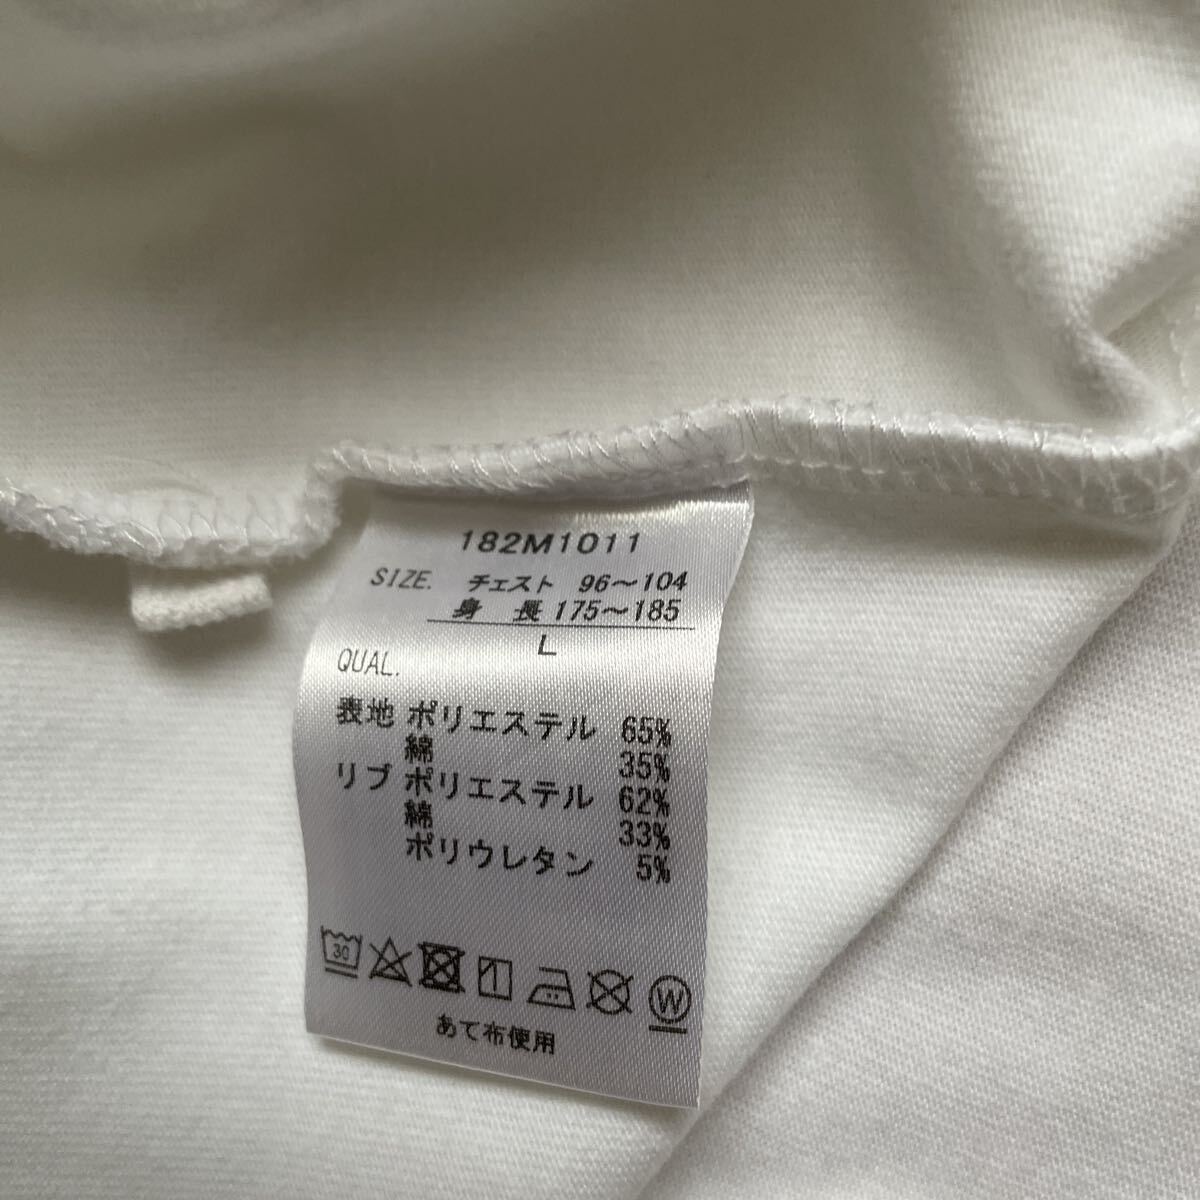 182M1011
SIZE. チェスト 96～104
身 長 175～185
L
QUAL.
表地 ポリエステル 65%
綿 35%
リブ ポリエステル 62%
綿 33%
ポリウレタン 5%
30 W
あて布使用